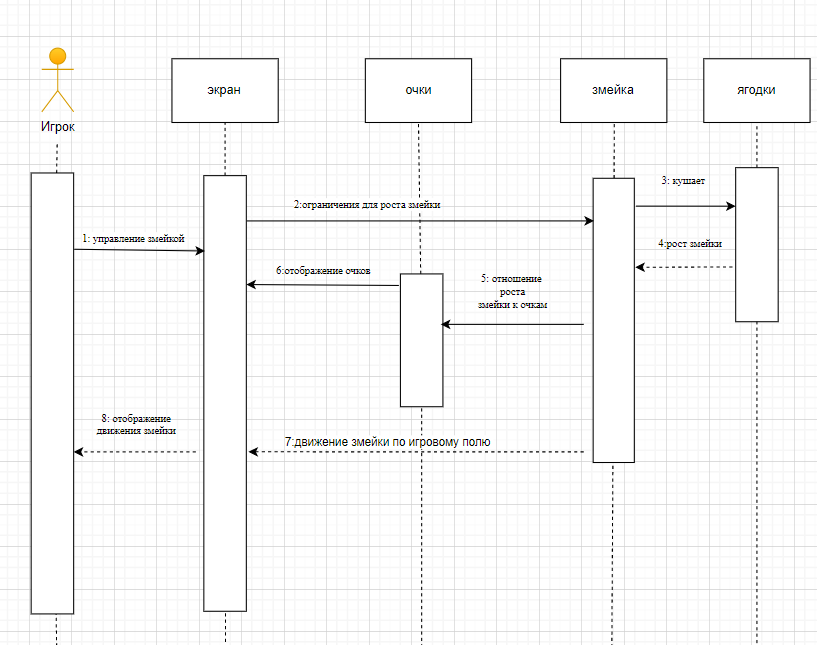 Игрок
экран
очки
змейка
ягодки
1: управление змейкой
2:ограничения для роста змейки
3: кушает
4:рост змейки
5: отношение
роста
змейки к очкам
6:отображение очков
7:движение змейки по игровому полю
8: отображение
движения змейки